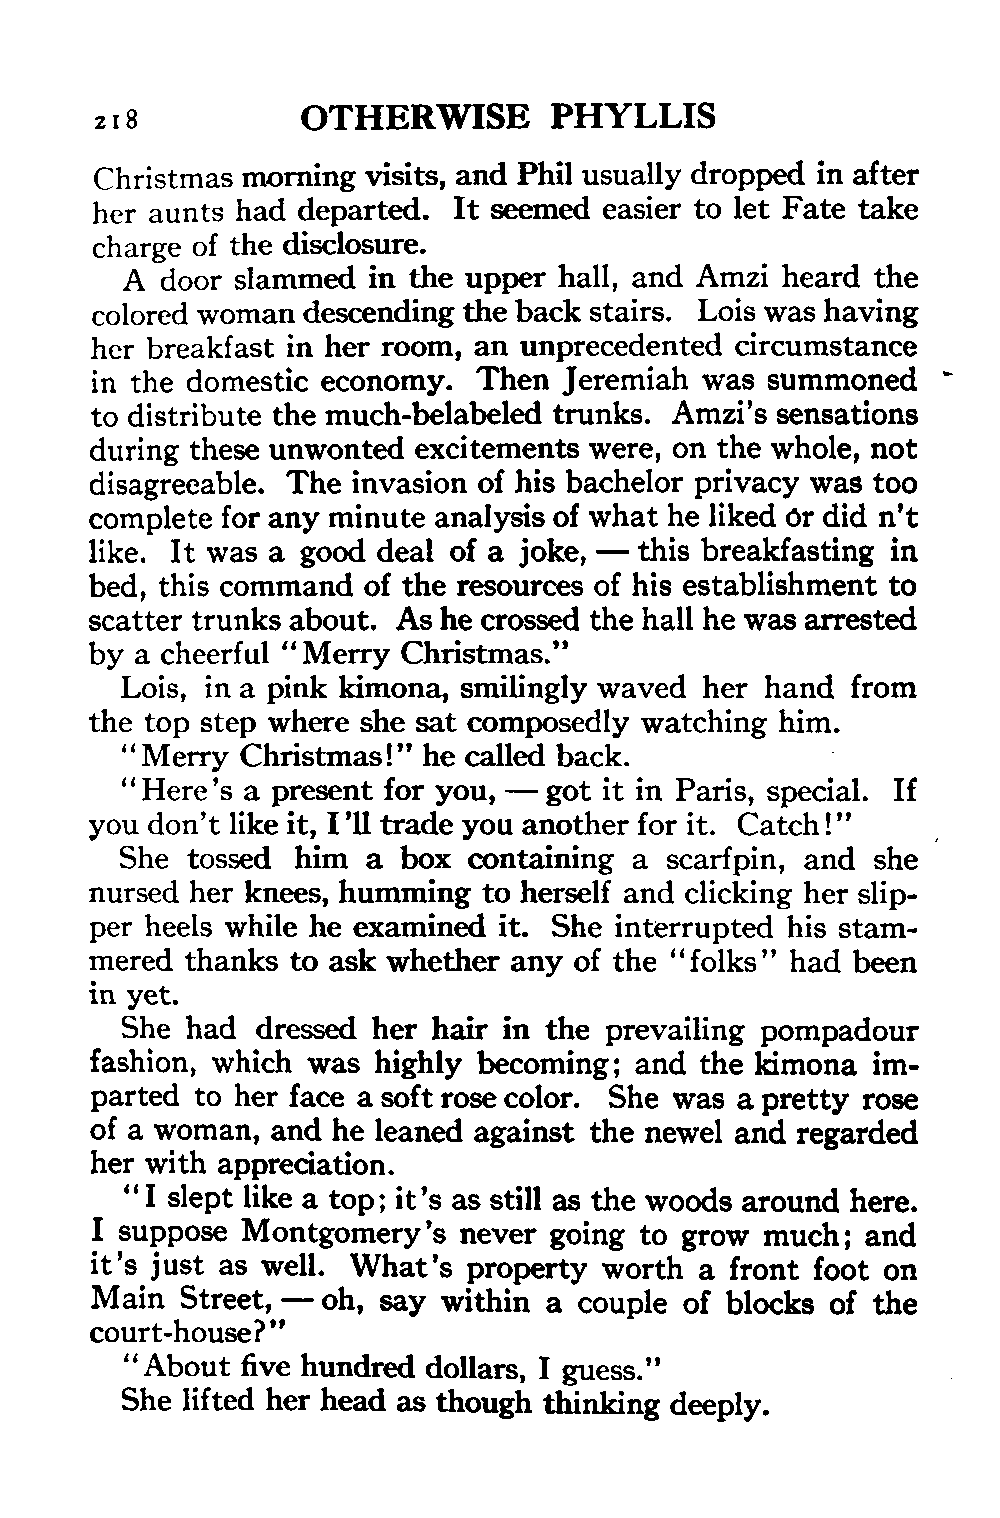 218 OTHERWISE PHYLLIS
Christmas morning visits, and Phil usually dropped in after
her aunts had departed. It seemed easier to let Fate take
charge of the disclosure.
A door slammed in the upper hall, and Amzi heard the
colored woman descending the back stairs. Lois was having
her breakfast in her room, an unprecedented circumstance
in the domestic economy. Then Jeremiah was summoned
to distribute the much-belabeled trunks. Amzi's sensations
during these unwonted excitements were, on the whole, not
disagreeable. The invasion of his bachelor privacy was too
complete for any minute analysis of what he liked or did n't
like. It was a good deal of a joke, — this breakfasting in
bed, this command of the resources of his establishment to
scatter trunks about. As he crossed the hall he was arrested
by a cheerful "Merry Christmas."
Lois, in a pink kimona, smilingly waved her hand from
the top step where she sat composedly watching him.
"Merry Christmas!" he called back.
"Here's a present for you, — got it in Paris, special. If
you don't like it, I'll trade you another for it. Catch!"
She tossed him a box containing a scarfpin, and she
nursed her knees, humming to herself and clicking her slip-
per heels while he examined it. She interrupted his stam-
mered thanks to ask whether any of the "folks" had been
in yet.
She had dressed her hair in the prevailing pompadour
fashion, which was highly becoming; and the kimona im-
parted to her face a soft rose color. She was a pretty rose
of a woman, and he leaned against the newel and regarded
her with appreciation.
"I slept like a top; it's as still as the woods around here.
I suppose Montgomery's never going to grow much; and
it's just as well. What's property worth a front foot on
Main Street, — oh, say within a couple of blocks of the
court-house?"
"About five hundred dollars, I guess."
She lifted her head as though thinking deeply.